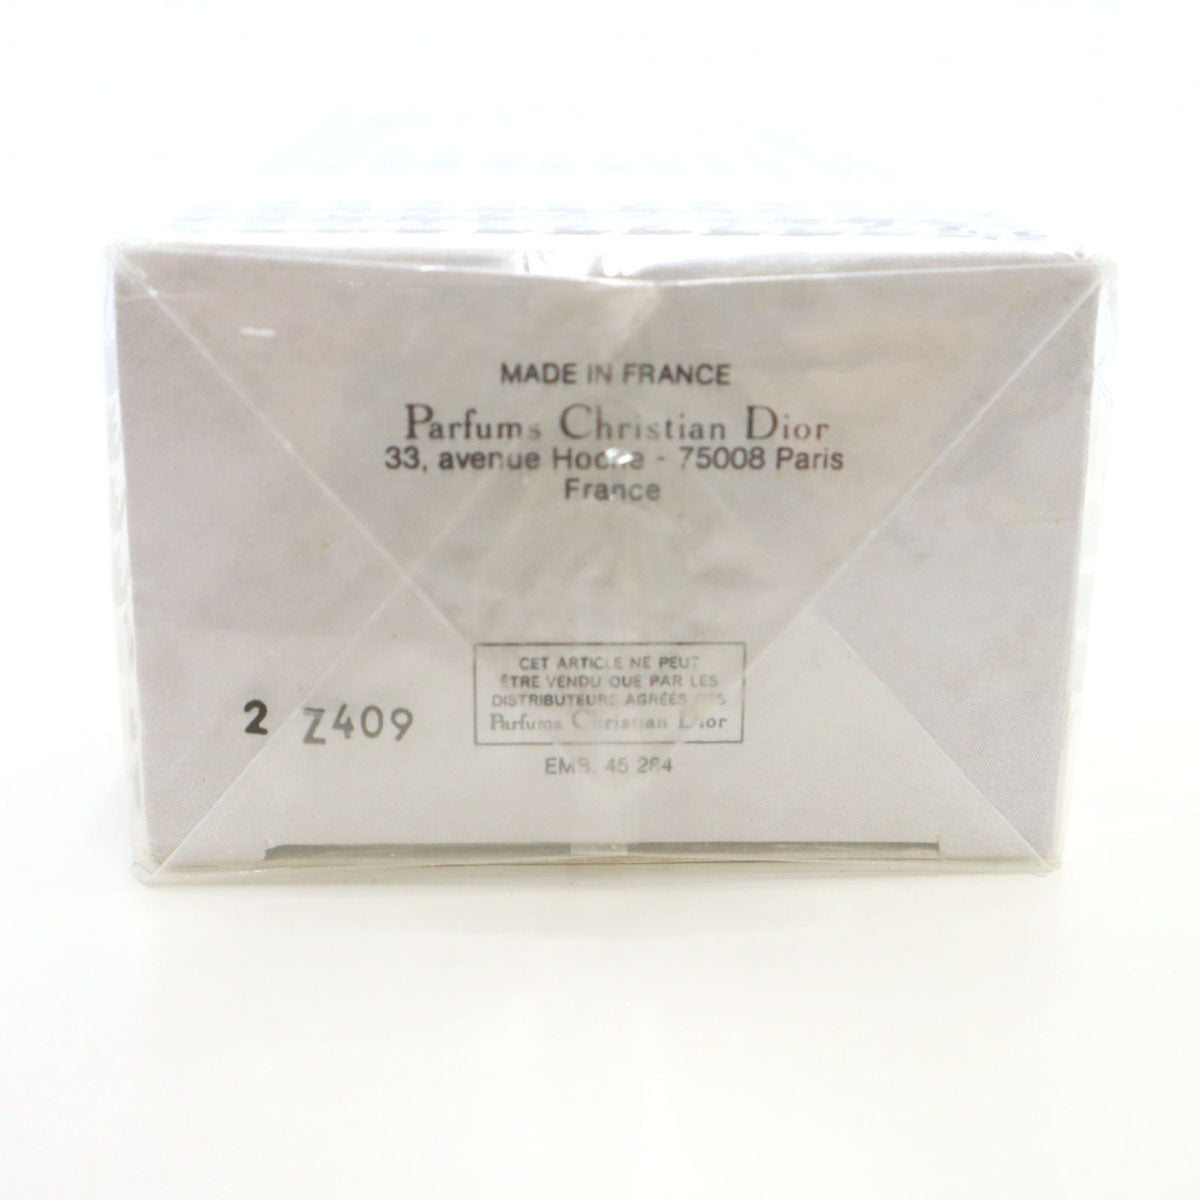 MADE IN FRANCE
Parfums Christian Dior
33, avenue Hoche - 75008 Paris
France
CET ARTICLE NE PEUT
ÊTRE VENDU QUE PAR LES
DISTRIBUTEURS AGRÉÉS DES
Parfums Christian Dior
2 Z409
EMB. 45 284